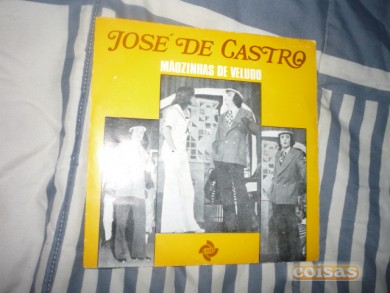 JOSÉ DE CASTRO
MÃOZINHAS DE VELUDO
coisas